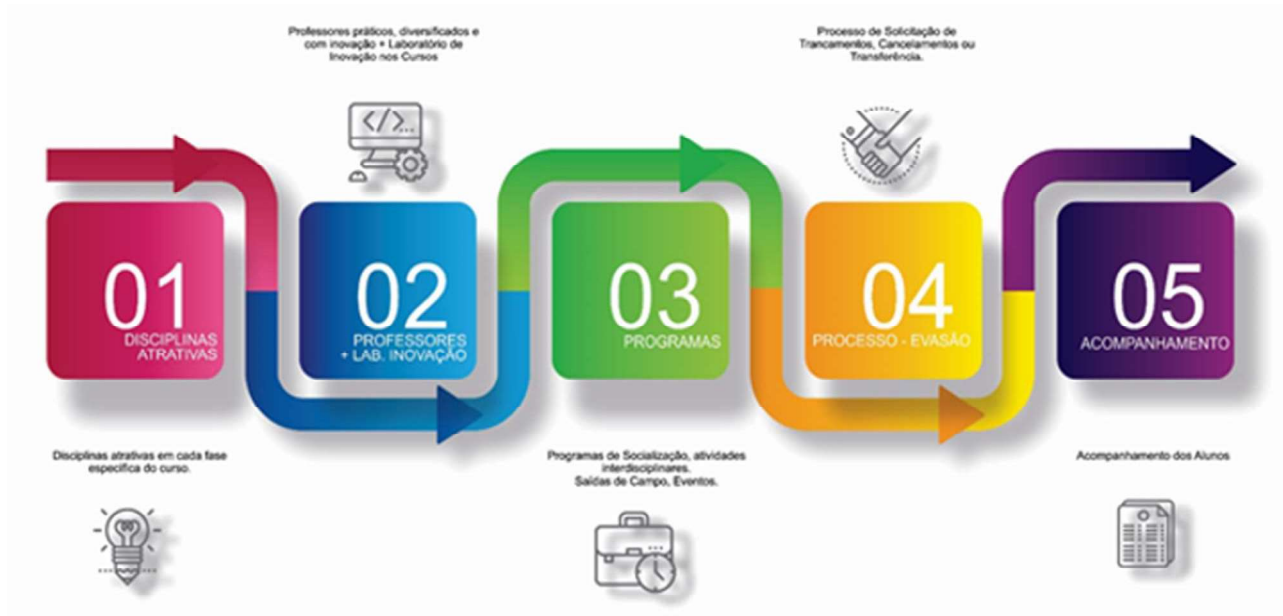 Professores práticos, diversificados e
com inovação + Laboratório de
Inovação nos Cursos
Processo de Solicitação de
Trancamentos, Cancelamentos ou
Transferência.
</>...
01
DISCIPLINAS
ATRATIVAS
02
PROFESSORES
+ LAB. INOVAÇÃO
03
PROGRAMAS
04
PROCESSO - EVASÃO
05
ACOMPANHAMENTO
Disciplinas atrativas em cada fase
específica do curso.
Programas de Socialização, atividades
interdisciplinares.
Saídas de Campo, Eventos.
Acompanhamento dos Alunos